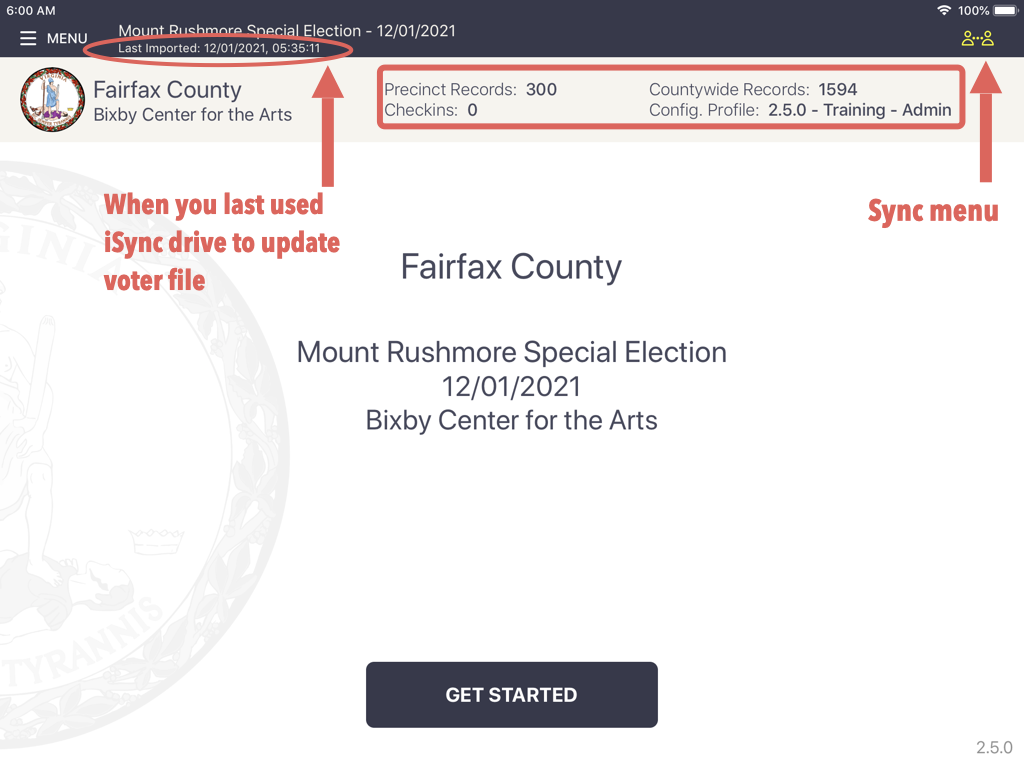 6:00 AM
100%
MENU
Mount Rushmore Special Election - 12/01/2021
Last Imported: 12/01/2021, 05:35:11
VIRGINIA
Fairfax County
Bixby Center for the Arts
Precinct Records: 300
Countywide Records: 1594
Checkins: 0
Config. Profile: 2.5.0 - Training - Admin
When you last used
iSync drive to update
voter file
Sync menu
GINI
Fairfax County
Mount Rushmore Special Election
12/01/2021
Bixby Center for the Arts
TYRANNIS
GET STARTED
2.5.0